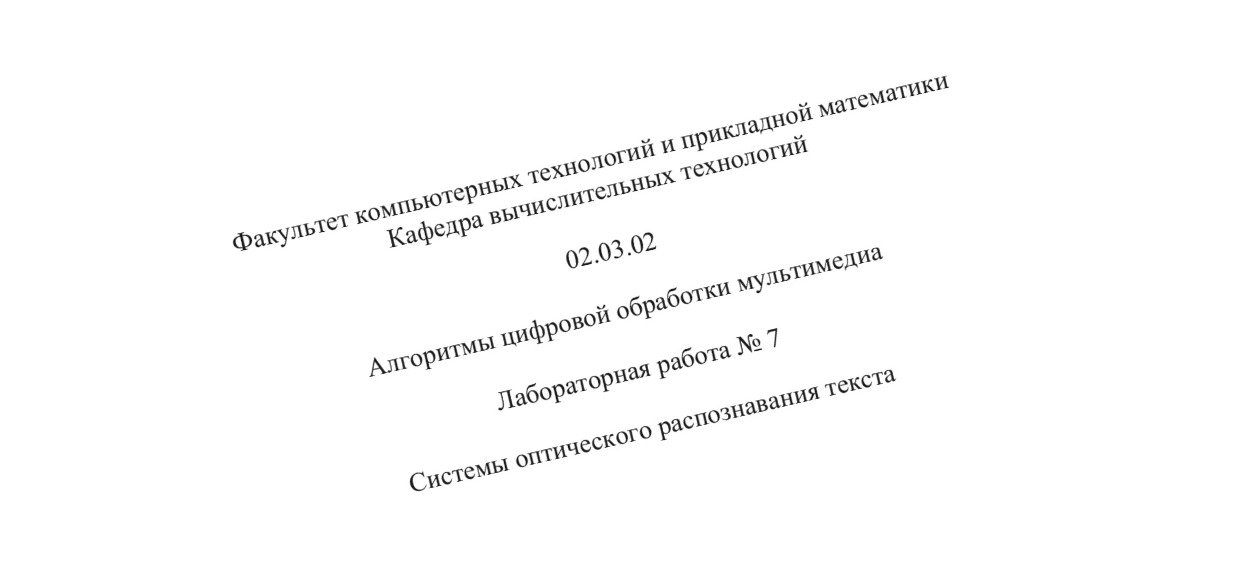 Факультет компьютерных технологий и прикладной математики
Кафедра вычислительных технологий
02.03.02
Алгоритмы цифровой обработки мультимедиа
Лабораторная работа № 7
Системы оптического распознавания текста